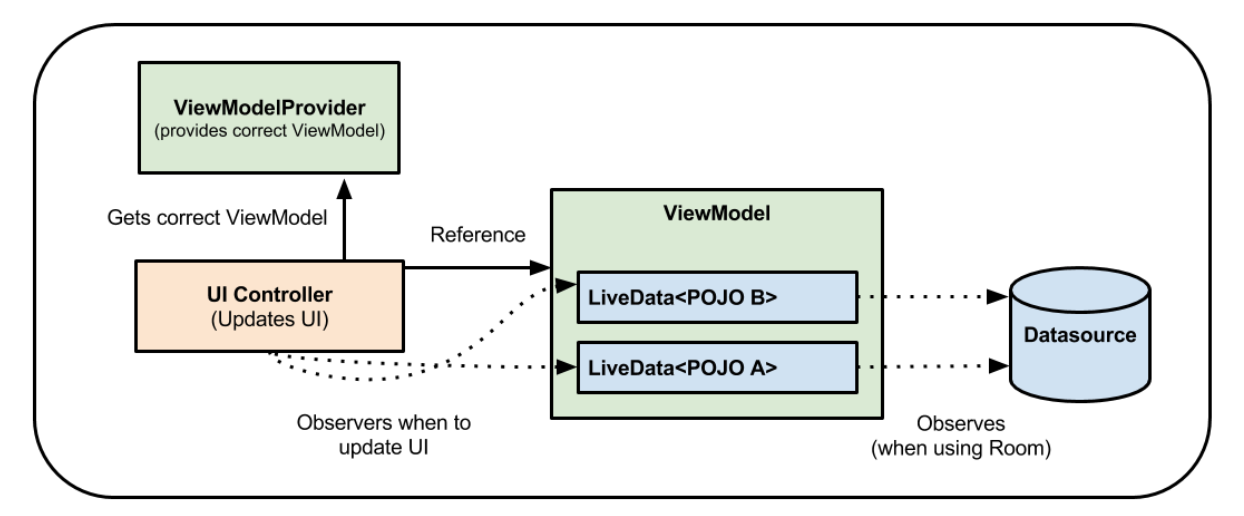 ViewModelProvider
(provides correct ViewModel)
Gets correct ViewModel
Reference
ViewModel
UI Controller
(Updates UI)
LiveData<POJO B>
LiveData<POJO A>
Datasource
Observers when to
update UI
Observes
(when using Room)